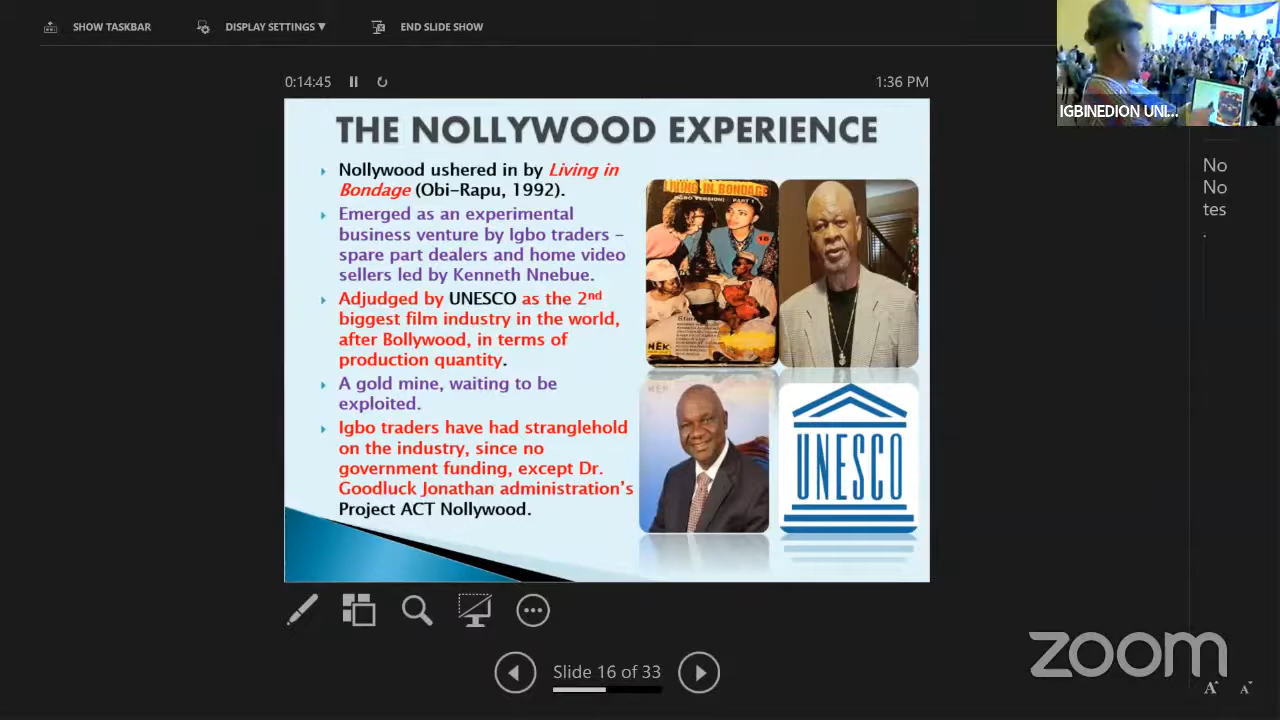 SHOW TASKBAR
DISPLAY SETTINGS ▼
END SLIDE SHOW
IGBINEDION UNI...
0:14:45
1:36 PM
No
No
tes
.
THE NOLLYWOOD EXPERIENCE
Nollywood ushered in by Living in
Bondage (Obi-Rapu, 1992).
Emerged as an experimental
business venture by Igbo traders –
spare part dealers and home video
sellers led by Kenneth Nnebue.
Adjudged by UNESCO as the 2nd
biggest film industry in the world,
after Bollywood, in terms of
production quantity.
A gold mine, waiting to be
exploited.
Igbo traders have had stranglehold
on the industry, since no
government funding, except Dr.
Goodluck Jonathan administration's
Project ACT Nollywood.
LIVING IN BONDAGE
PART 1
18
NEK
UNESCO
Slide 16 of 33
zoom
A A